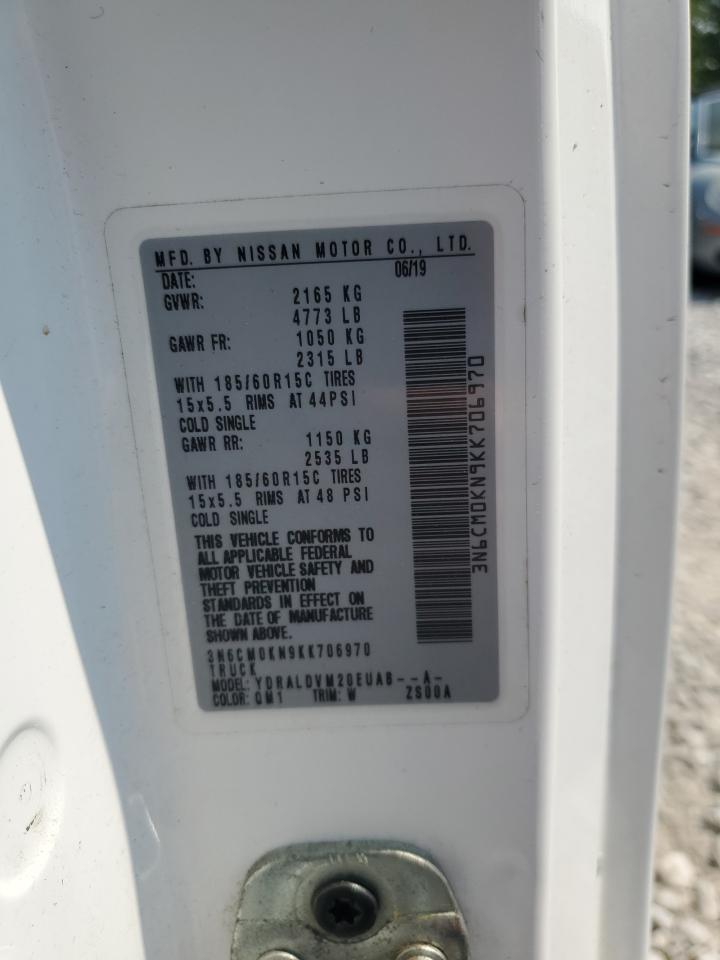 MFD. BY NISSAN MOTOR CO., LTD.
DATE: 06/19
GVWR: 2165 KG
4773 LB
GAWR FR: 1050 KG
2315 LB
WITH 185/60R15C TIRES
15x5.5 RIMS AT 44PSI
COLD SINGLE
GAWR RR: 1150 KG
2535 LB
WITH 185/60R15C TIRES
15x5.5 RIMS AT 48 PSI
COLD SINGLE
THIS VEHICLE CONFORMS TO
ALL APPLICABLE FEDERAL
MOTOR VEHICLE SAFETY AND
THEFT PREVENTION
STANDARDS IN EFFECT ON
THE DATE OF MANUFACTURE
SHOWN ABOVE.
3N6CM0KN9KK706970
TRUCK
MODEL: YDRALDVM20EUAB--A-
COLOR: QM1 TRIM: W ZS00A
3N6CM0KN9KK706970